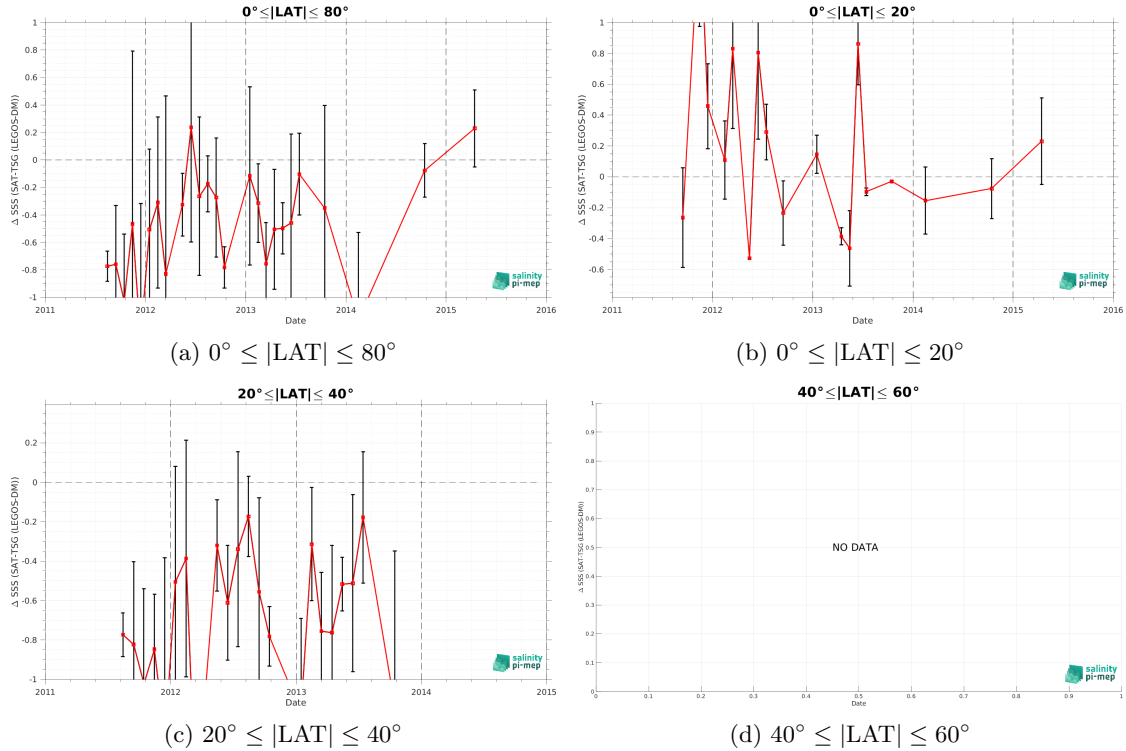 0°≤|LAT|≤ 80°
Δ SSS (SAT-TSG (LEGOS-DM))
1
0.8
0.6
0.4
0.2
0
-0.2
-0.4
-0.6
-0.8
-1
2011 2012 2013 2014 2015 2016
Date
salinity
pi-mep
(a) 0° ≤ |LAT| ≤ 80°
0°≤|LAT|≤ 20°
Δ SSS (SAT-TSG (LEGOS-DM))
1
0.8
0.6
0.4
0.2
0
-0.2
-0.4
-0.6
2011 2012 2013 2014 2015 2016
Date
salinity
pi-mep
(b) 0° ≤ |LAT| ≤ 20°
20°≤|LAT|≤ 40°
Δ SSS (SAT-TSG (LEGOS-DM))
0.2
0
-0.2
-0.4
-0.6
-0.8
-1
2011 2012 2013 2014 2015
Date
salinity
pi-mep
(c) 20° ≤ |LAT| ≤ 40°
40°≤|LAT|≤ 60°
Δ SSS (SAT-TSG (LEGOS-DM))
1
0.9
0.8
0.7
0.6
0.5
0.4
0.3
0.2
0.1
0
NO DATA
0 0.1 0.2 0.3 0.4 0.5 0.6 0.7 0.8 0.9 1
Date
salinity
pi-mep
(d) 40° ≤ |LAT| ≤ 60°